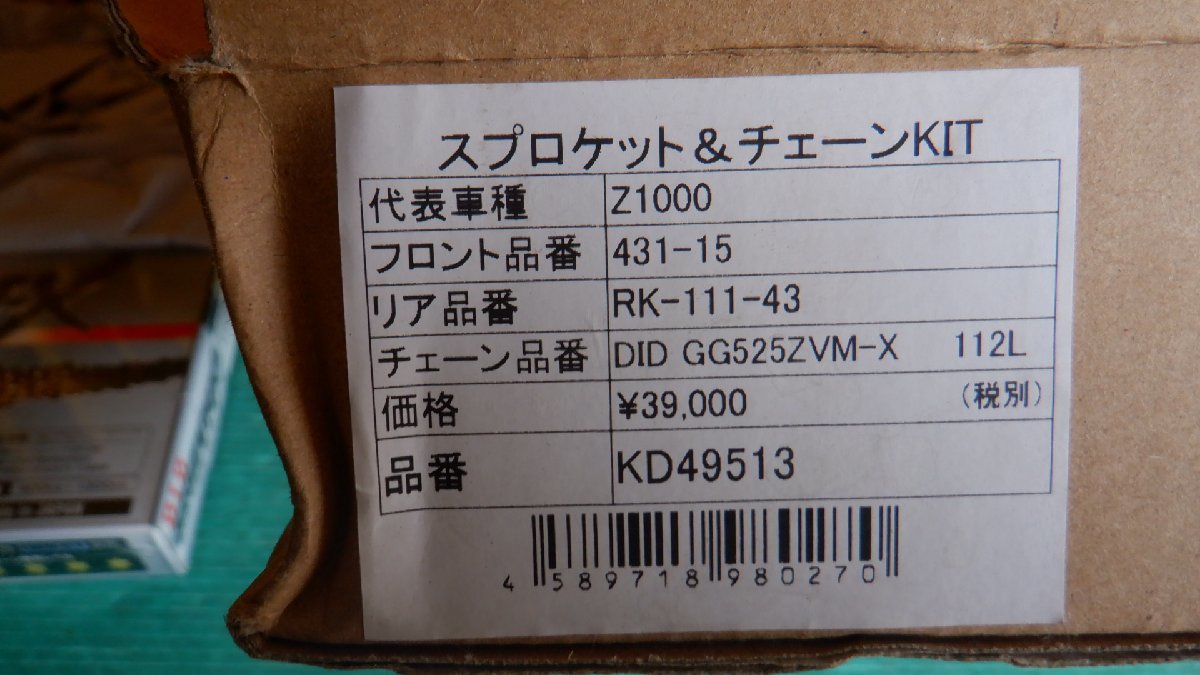 スプロケット&チェーンKIT
代表車種 Z1000
フロント品番 431-15
リア品番 RK-111-43
チェーン品番 DID GG525ZVM-X 112L
価格 ¥39,000 (税別)
品番 KD49513
4 589718 980270